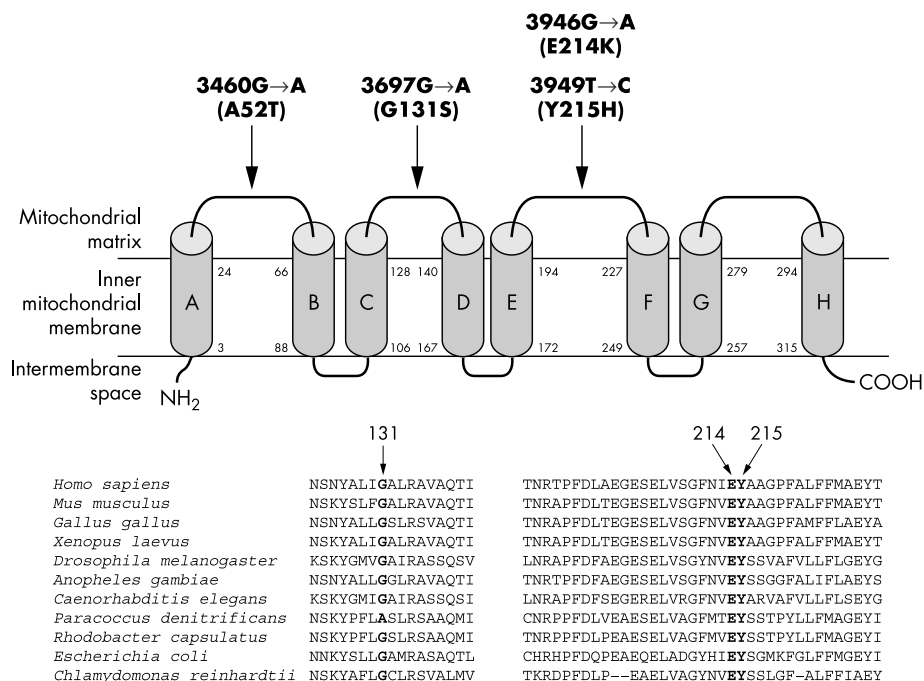 3946G→A
(E214K)
3460G→A
(A52T)
3697G→A
(G131S)
3949T→C
(Y215H)
Mitochondrial
matrix
Inner
mitochondrial
membrane
Intermembrane
space
24 66 128 140 194 227 279 294
A B C D E F G H
3 88 106 167 172 249 257 315
NH2
COOH
131 214 215
Homo sapiens NSNYALIGALRAVAQTI TNRTPFDLAEGESELVSGFNIEYAAGPFALFFMAEYT
Mus musculus NSKYSLFGALRAVAQTI TNRAPFDLTEGESELVSGFNVEYAAGPFALFFMAEYT
Gallus gallus NSNYALLGSLRSVAQTI TNRAPFDLTEGESELVSGFNVEYAAGPFAMFFLAEYA
Xenopus laevus NSKYALIGALRAVAQTI TNRAPFDLTEGESELVSGFNVEYAAGPFALFFMAEYT
Drosophila melanogaster KSKYGMVGAIRASSQSV LNRAPFDLTEGESELVSGYNVEYSSVAFVLLFLGEYG
Anopheles gambiae NSNYALLGGLRAVAQTI TNRTPFDFAEGESELVSGFNVEYSSGGFALIFLAEYS
Caenorhabditis elegans KSKYGMIGAIRASSQSI LNRAPFDFSEGERELVRGFNVEYARVAFVLLFLSEYG
Paracoccus denitrificans NSKYPFLASLRSAAQMI CNRPPFDLVEAESELVAGFMTEYSSTPYLLFMAGEYI
Rhodobacter capsulatus NSKYPFLGSLRSAAQMI TNRPPFDLPEAESELVAGFMVEYSSTPYLLFMAGEYI
Escherichia coli NNKYSLLGAMRASAQTL CHRHPFDQPEAEQELADGYHIEYSGMKFGLFFMGEYI
Chlamydomonas reinhardtii NSKYAFLGCLRSVALMV TKRDPFDLP--EAELVAGYNVEYSSLGF-ALFFIAEY